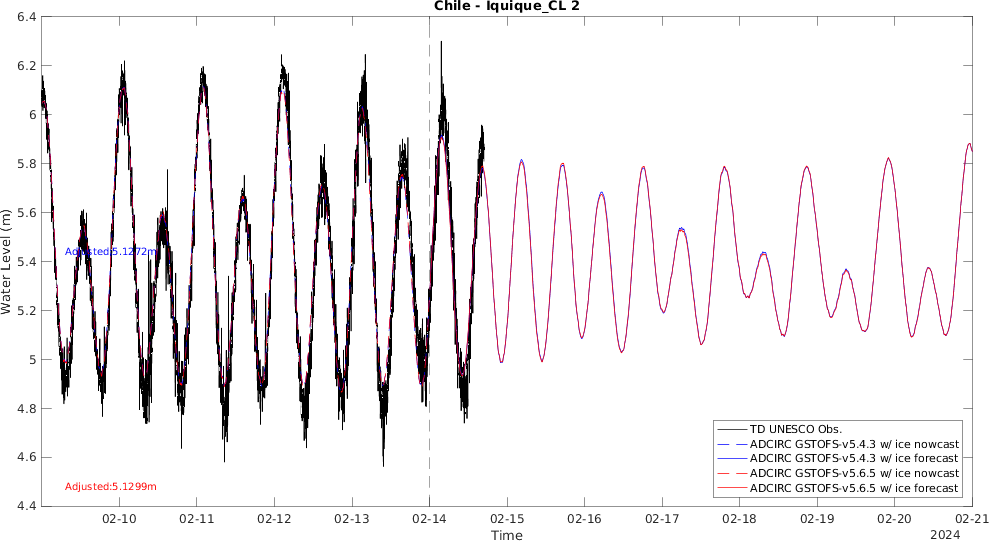 Chile - Iquique_CL 2
6.4
6.2
6
5.8
5.6
5.4
5.2
5
4.8
4.6
4.4
Water Level (m)
Adjusted:5.1272m
Adjusted:5.1299m
TD UNESCO Obs.
ADCIRC GSTOFS-v5.4.3 w/ ice nowcast
ADCIRC GSTOFS-v5.4.3 w/ ice forecast
ADCIRC GSTOFS-v5.6.5 w/ ice nowcast
ADCIRC GSTOFS-v5.6.5 w/ ice forecast
02-10 02-11 02-12 02-13 02-14 02-15 02-16 02-17 02-18 02-19 02-20 02-21
Time
2024